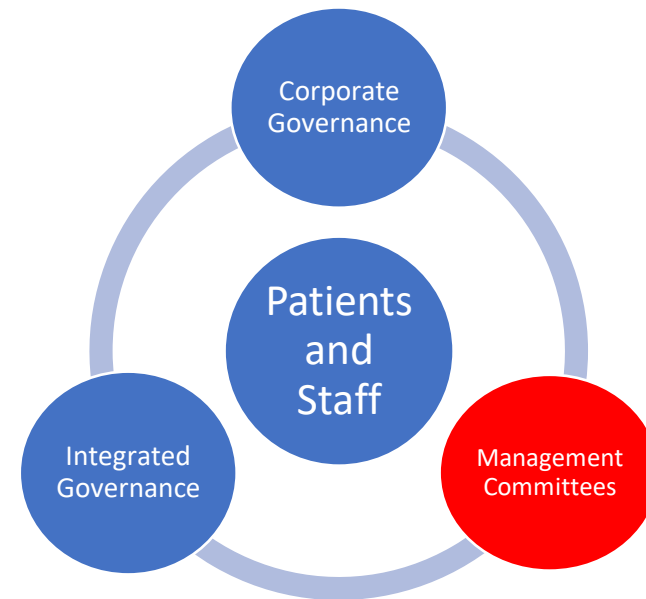 Corporate
Governance
Patients
and
Staff
Integrated
Governance
Management
Committees